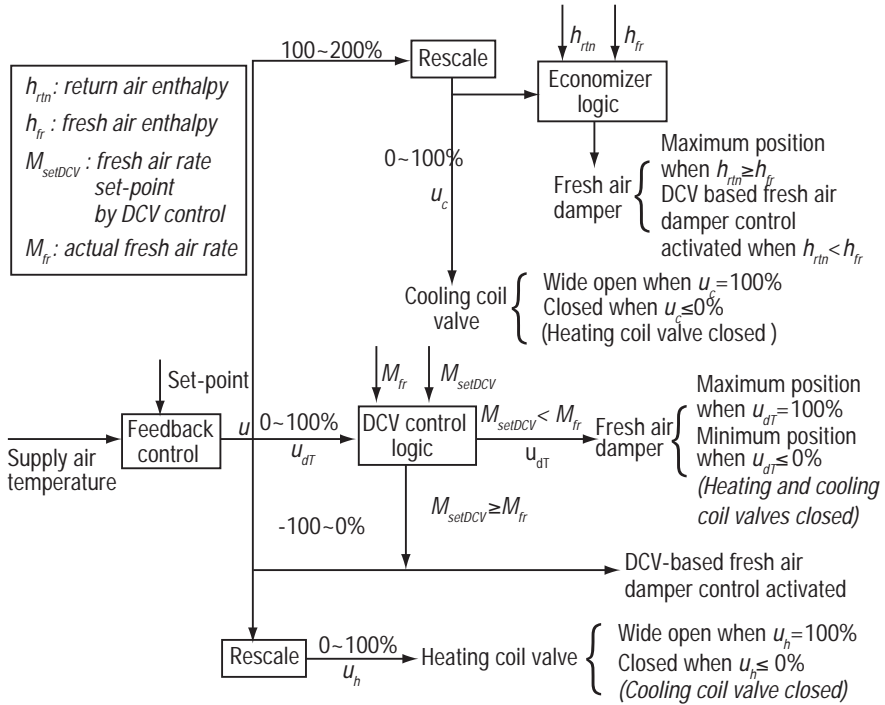 100~200%
Rescale
h_rtn
h_fr
Economizer
logic
h_rtn : return air enthalpy
h_fr : fresh air enthalpy
M_setDCV : fresh air rate
set-point
by DCV control
M_fr : actual fresh air rate
0~100%
u_c
Fresh air
damper
Maximum position
when h_rtn≥h_fr
DCV based fresh air
damper control
activated when h_rtn<h_fr
Cooling coil
valve
Wide open when u_c=100%
Closed when u_c≤0%
(Heating coil valve closed )
Set-point
M_fr
M_setDCV
Supply air
temperature
Feedback
control
u
0~100%
u_dT
DCV control
logic
M_setDCV< M_fr
u_dT
Fresh air
damper
Maximum position
when u_dT=100%
Minimum position
when u_dT≤0%
(Heating and cooling
coil valves closed)
M_setDCV≥M_fr
-100~0%
DCV-based fresh air
damper control activated
Rescale
0~100%
u_h
Heating coil valve
Wide open when u_h=100%
Closed when u_h≤ 0%
(Cooling coil valve closed)